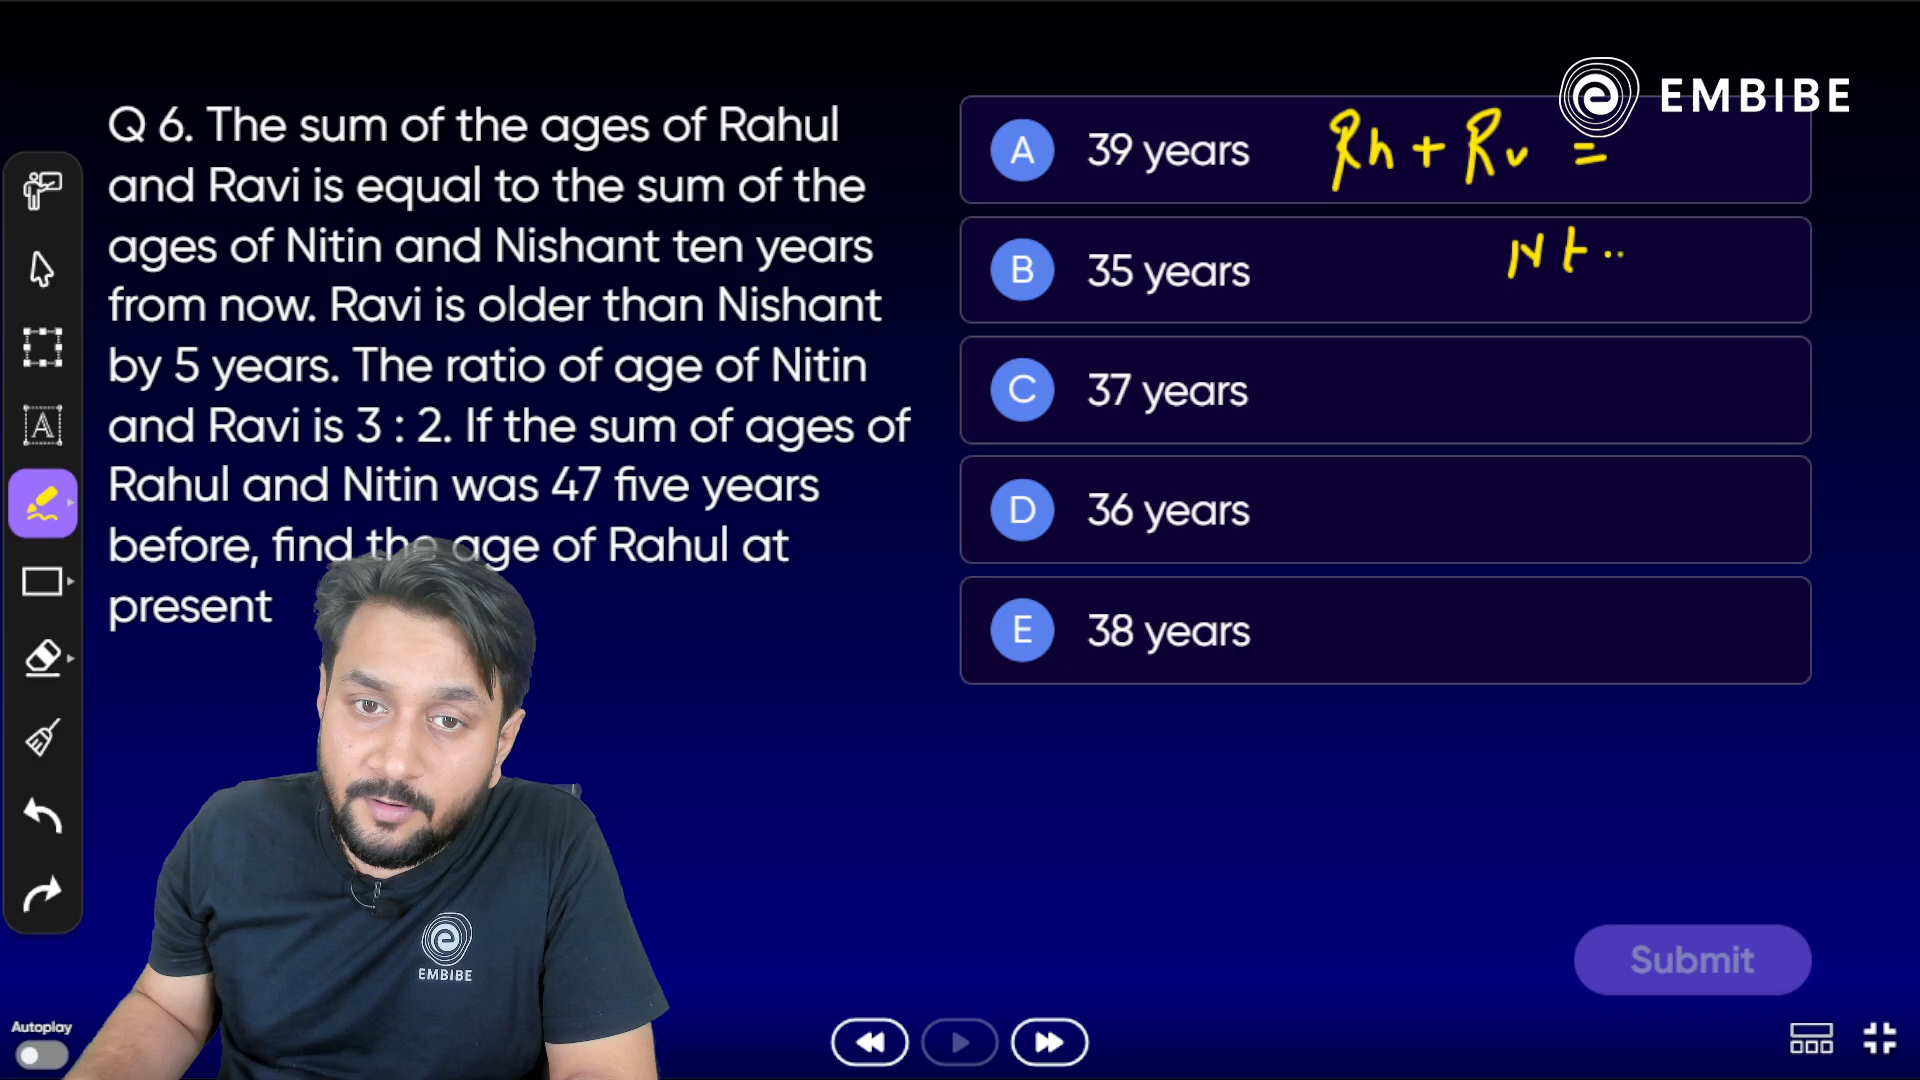 EMBIBE
Q 6. The sum of the ages of Rahul
and Ravi is equal to the sum of the
ages of Nitin and Nishant ten years
from now. Ravi is older than Nishant
by 5 years. The ratio of age of Nitin
and Ravi is 3 : 2. If the sum of ages of
Rahul and Nitin was 47 five years
before, find the age of Rahul at
present
A 39 years
Rh + Rv =
B 35 years
Nt ..
C 37 years
D 36 years
E 38 years
A
EMBIBE
Submit
Autoplay